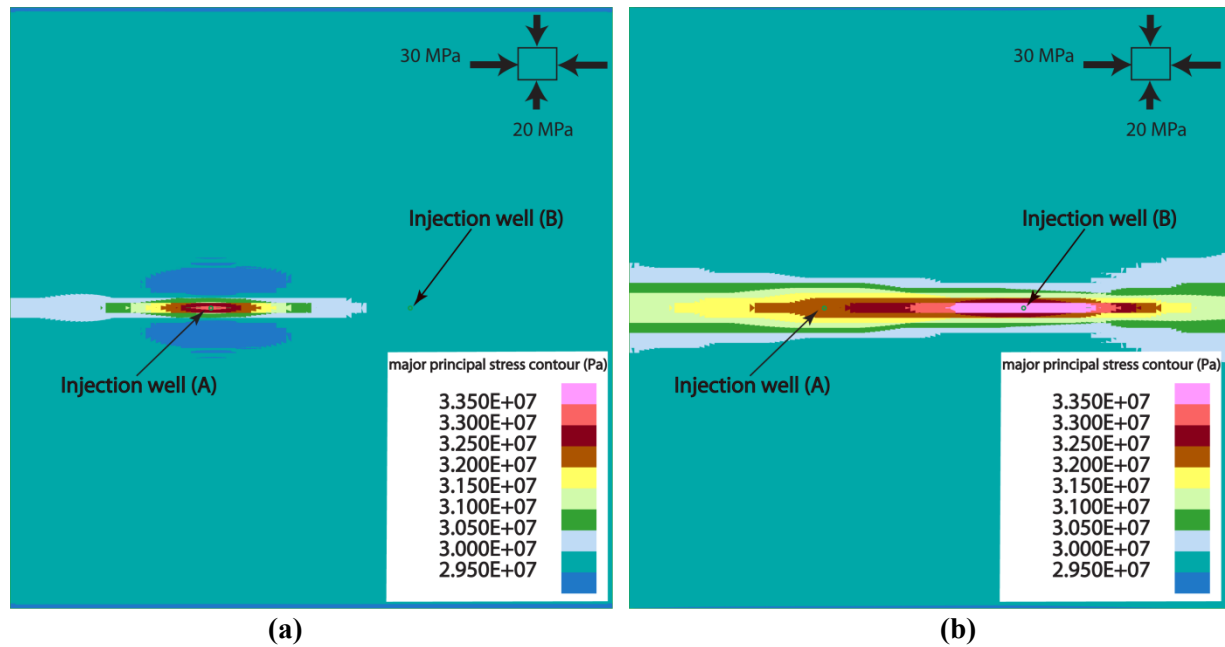 30 MPa
20 MPa
Injection well (B)
Injection well (A)
major principal stress contour (Pa)
3.350E+07
3.300E+07
3.250E+07
3.200E+07
3.150E+07
3.100E+07
3.050E+07
3.000E+07
2.950E+07
(a)
30 MPa
20 MPa
Injection well (B)
Injection well (A)
major principal stress contour (Pa)
3.350E+07
3.300E+07
3.250E+07
3.200E+07
3.150E+07
3.100E+07
3.050E+07
3.000E+07
2.950E+07
(b)